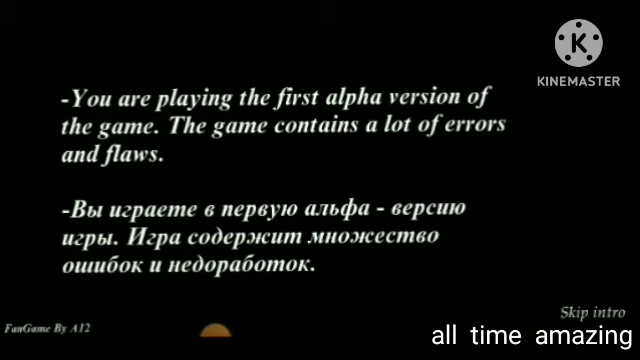 KINEMASTER
-You are playing the first alpha version of
the game. The game contains a lot of errors
and flaws.
-Вы играете в первую альфа - версию
игры. Игра содержит множество
ошибок и недоработок.
Skip intro
FanGame By A12
all time amazing